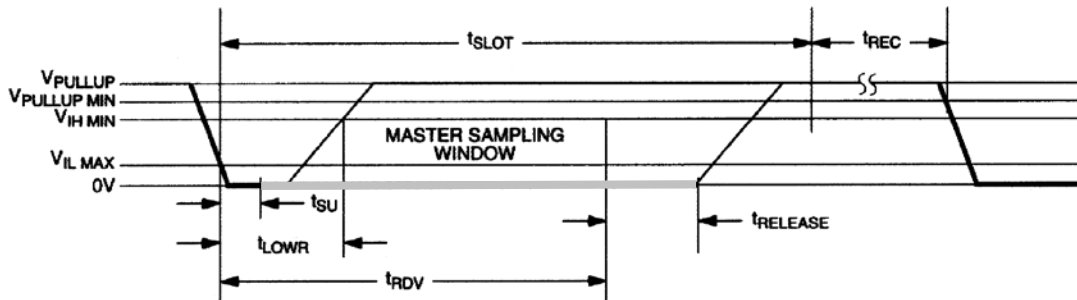 tSLOT
tREC
VPULLUP
VPULLUP MIN
VIH MIN
MASTER SAMPLING
WINDOW
VIL MAX
0V
tSU
tRELEASE
tLOWR
tRDV